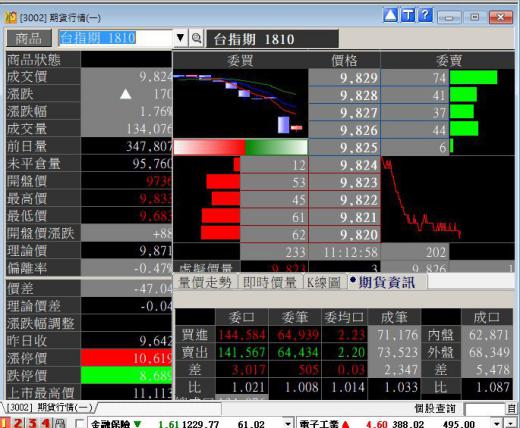 [3002] 期貨行情(一)
商品 台指期 1810 台指期 1810
商品狀態 委買 價格 委賣
成交價 9,824 9,829 74
漲跌 ▲ 170 9,828 41
漲跌幅 1.76% 9,827 37
成交量 134,076 9,826 44
前日量 347,807 9,825 6
未平倉量 95,760 12 9,824
開盤價 9736 53 9,823
最高價 9,833 45 9,822
最低價 9,683 61 9,821
開盤價漲跌 +88 62 9,820
理論價 9,871 233 11:12:58 202
偏離率 -0.47% 虛擬價量 9,823 3 9,826 1
價差 -47.04 量價走勢 即時價量 K線圖 •期貨資訊
理論價差 -0.04
漲跌幅調整 委口 委筆 委均口 成筆 成口
昨日收 9,642 買進 144,584 64,939 2.23 71,176 內盤 62,871
漲停價 10,619 賣出 141,567 64,434 2.20 73,523 外盤 68,349
跌停價 8,689 差 3,017 505 0.03 2,347 差 5,478
上市最高價 11,113 比 1.021 1.008 1.014 1.033 比 1.087
[3002] 期貨行情(一) 個股查詢 自
1 2 3 4 金融保險 ▼ 1.61 1229.77 61.02 電子工業 ▲ 4.60 388.02 495.00